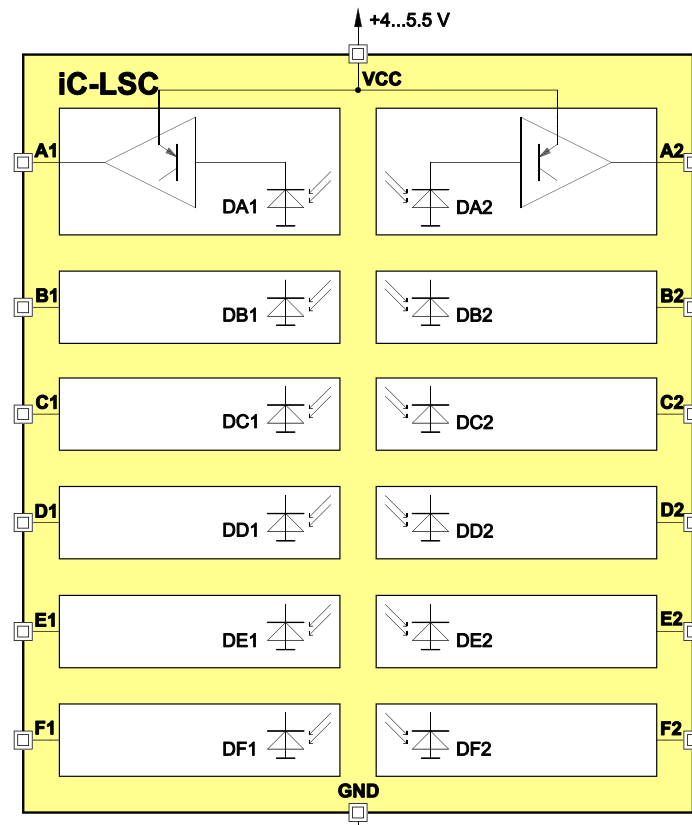 +4...5.5 V
iC-LSC
VCC
A1
A2
DA1
DA2
B1
B2
DB1
DB2
C1
C2
DC1
DC2
D1
D2
DD1
DD2
E1
E2
DE1
DE2
F1
F2
DF1
DF2
GND